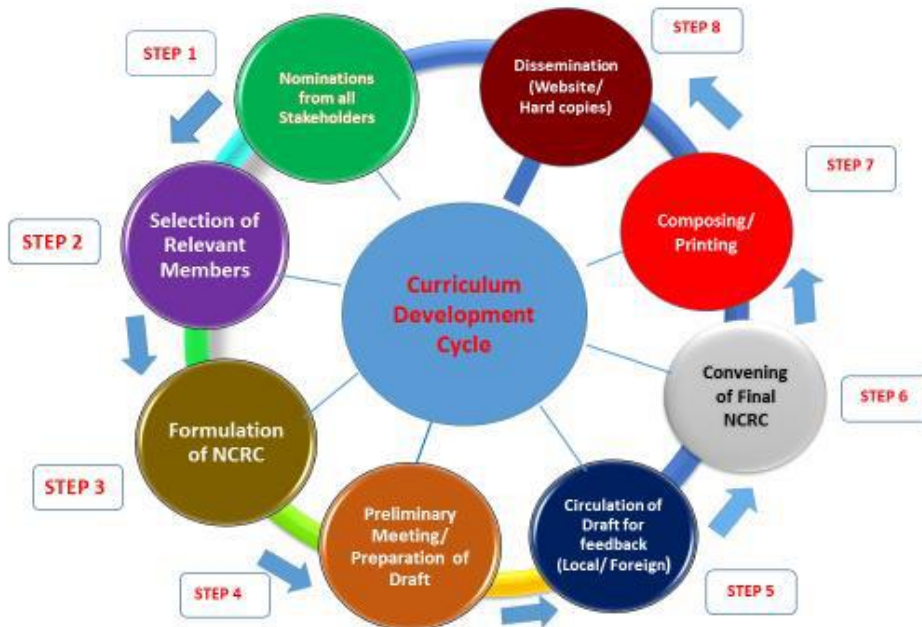 STEP 1
Nominations
from all
Stakeholders
STEP 2
Selection of
Relevant
Members
STEP 3
Formulation
of NCRC
STEP 4
Preliminary
Meeting/
Preparation of
Draft
STEP 5
Circulation of
Draft for
feedback
(Local/ Foreign)
STEP 6
Convening
of Final
NCRC
STEP 7
Composing/
Printing
STEP 8
Dissemination
(Website/
Hard copies)
Curriculum
Development
Cycle